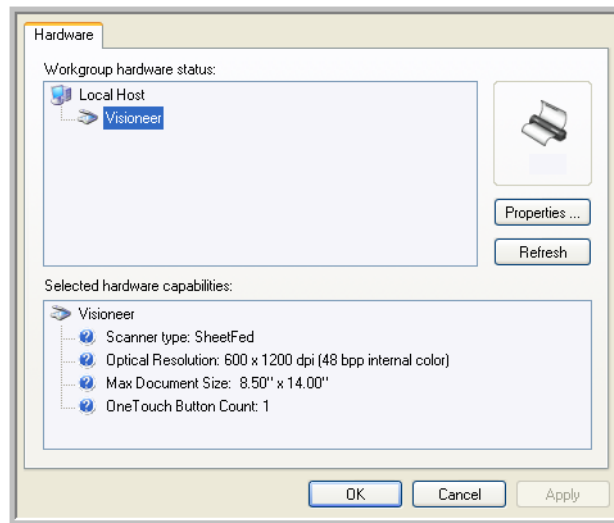 Hardware
Workgroup hardware status:
Local Host
Visioneer
Properties ...
Refresh
Selected hardware capabilities:
Visioneer
Scanner type: SheetFed
Optical Resolution: 600 x 1200 dpi (48 bpp internal color)
Max Document Size: 8.50'' x 14.00''
OneTouch Button Count: 1
OK Cancel Apply